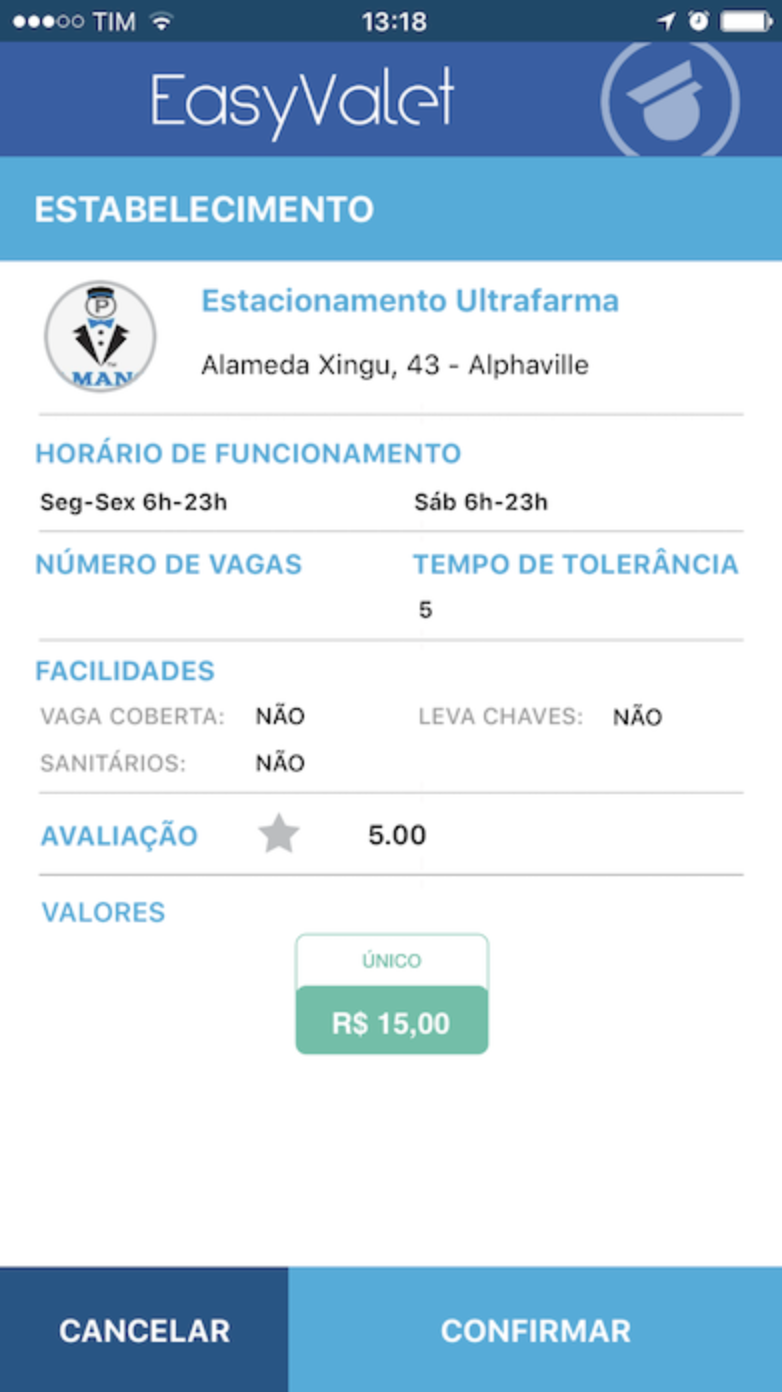 TIM 13:18
EasyValet
ESTABELECIMENTO
P
MAN
Estacionamento Ultrafarma
Alameda Xingu, 43 - Alphaville
HORÁRIO DE FUNCIONAMENTO
Seg-Sex 6h-23h Sáb 6h-23h
NÚMERO DE VAGAS TEMPO DE TOLERÂNCIA
5
FACILIDADES
VAGA COBERTA: NÃO LEVA CHAVES: NÃO
SANITÁRIOS: NÃO
AVALIAÇÃO 5.00
VALORES
ÚNICO
R$ 15,00
CANCELAR CONFIRMAR